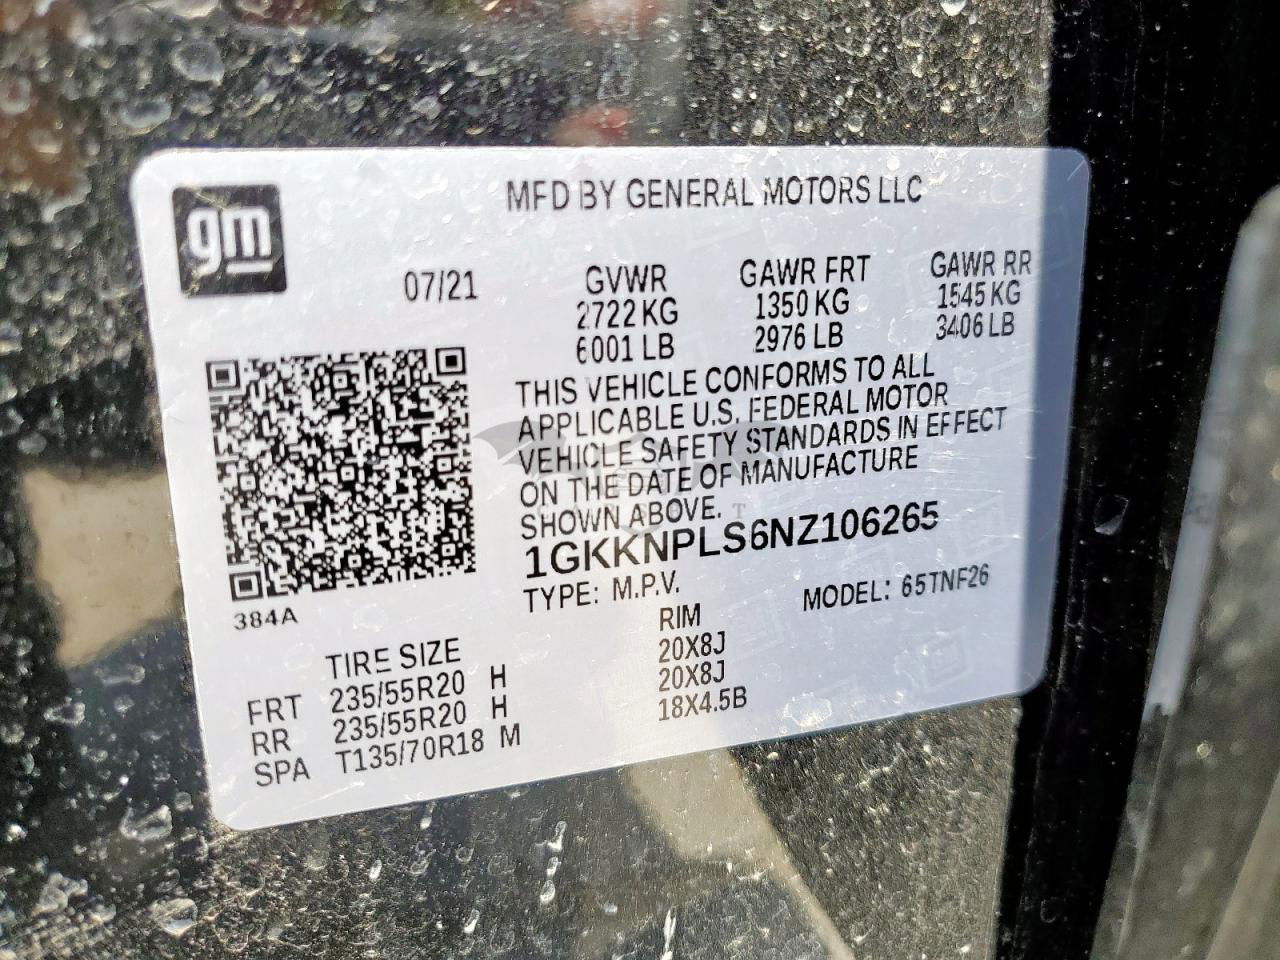 gm
MFD BY GENERAL MOTORS LLC
07/21 GVWR GAWR FRT GAWR RR
2722 KG 1350 KG 1545 KG
6001 LB 2976 LB 3406 LB
THIS VEHICLE CONFORMS TO ALL
APPLICABLE U.S. FEDERAL MOTOR
VEHICLE SAFETY STANDARDS IN EFFECT
ON THE DATE OF MANUFACTURE
SHOWN ABOVE.
1GKKNPLS6NZ106265
TYPE: M.P.V. MODEL: 65TNF26
384A
TIRE SIZE RIM
FRT 235/55R20 H 20X8J
RR 235/55R20 H 20X8J
SPA T135/70R18 M 18X4.5B